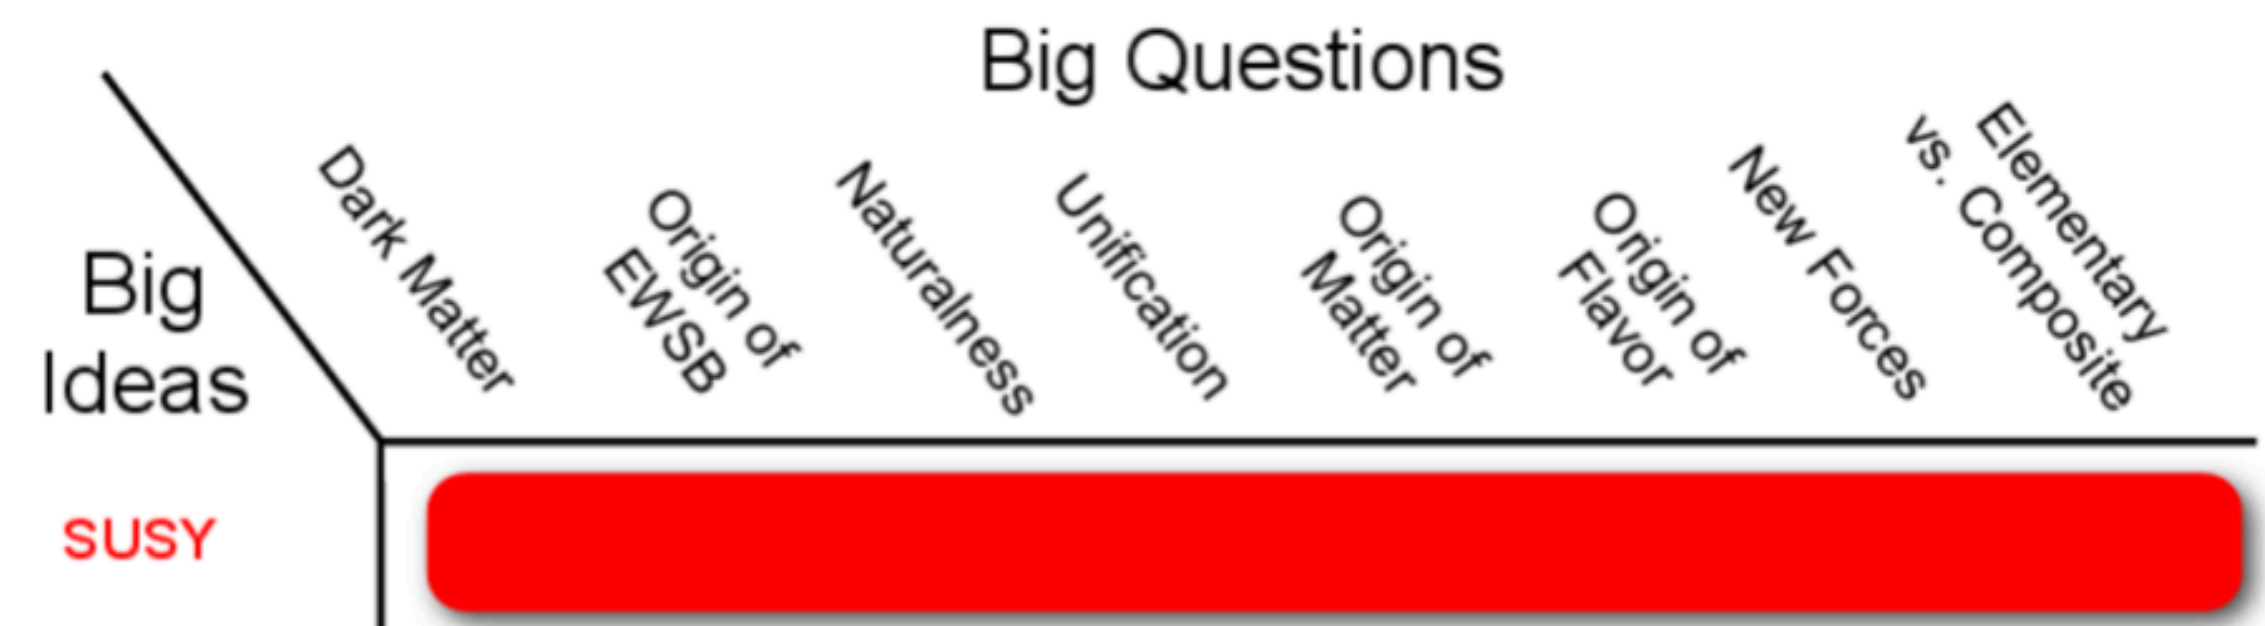 Big Questions
Big
Ideas
Dark Matter
Origin of
EWSB
Naturalness
Unification
Origin of
Matter
Origin of
Flavor
New Forces
Elementary
vs. Composite
SUSY